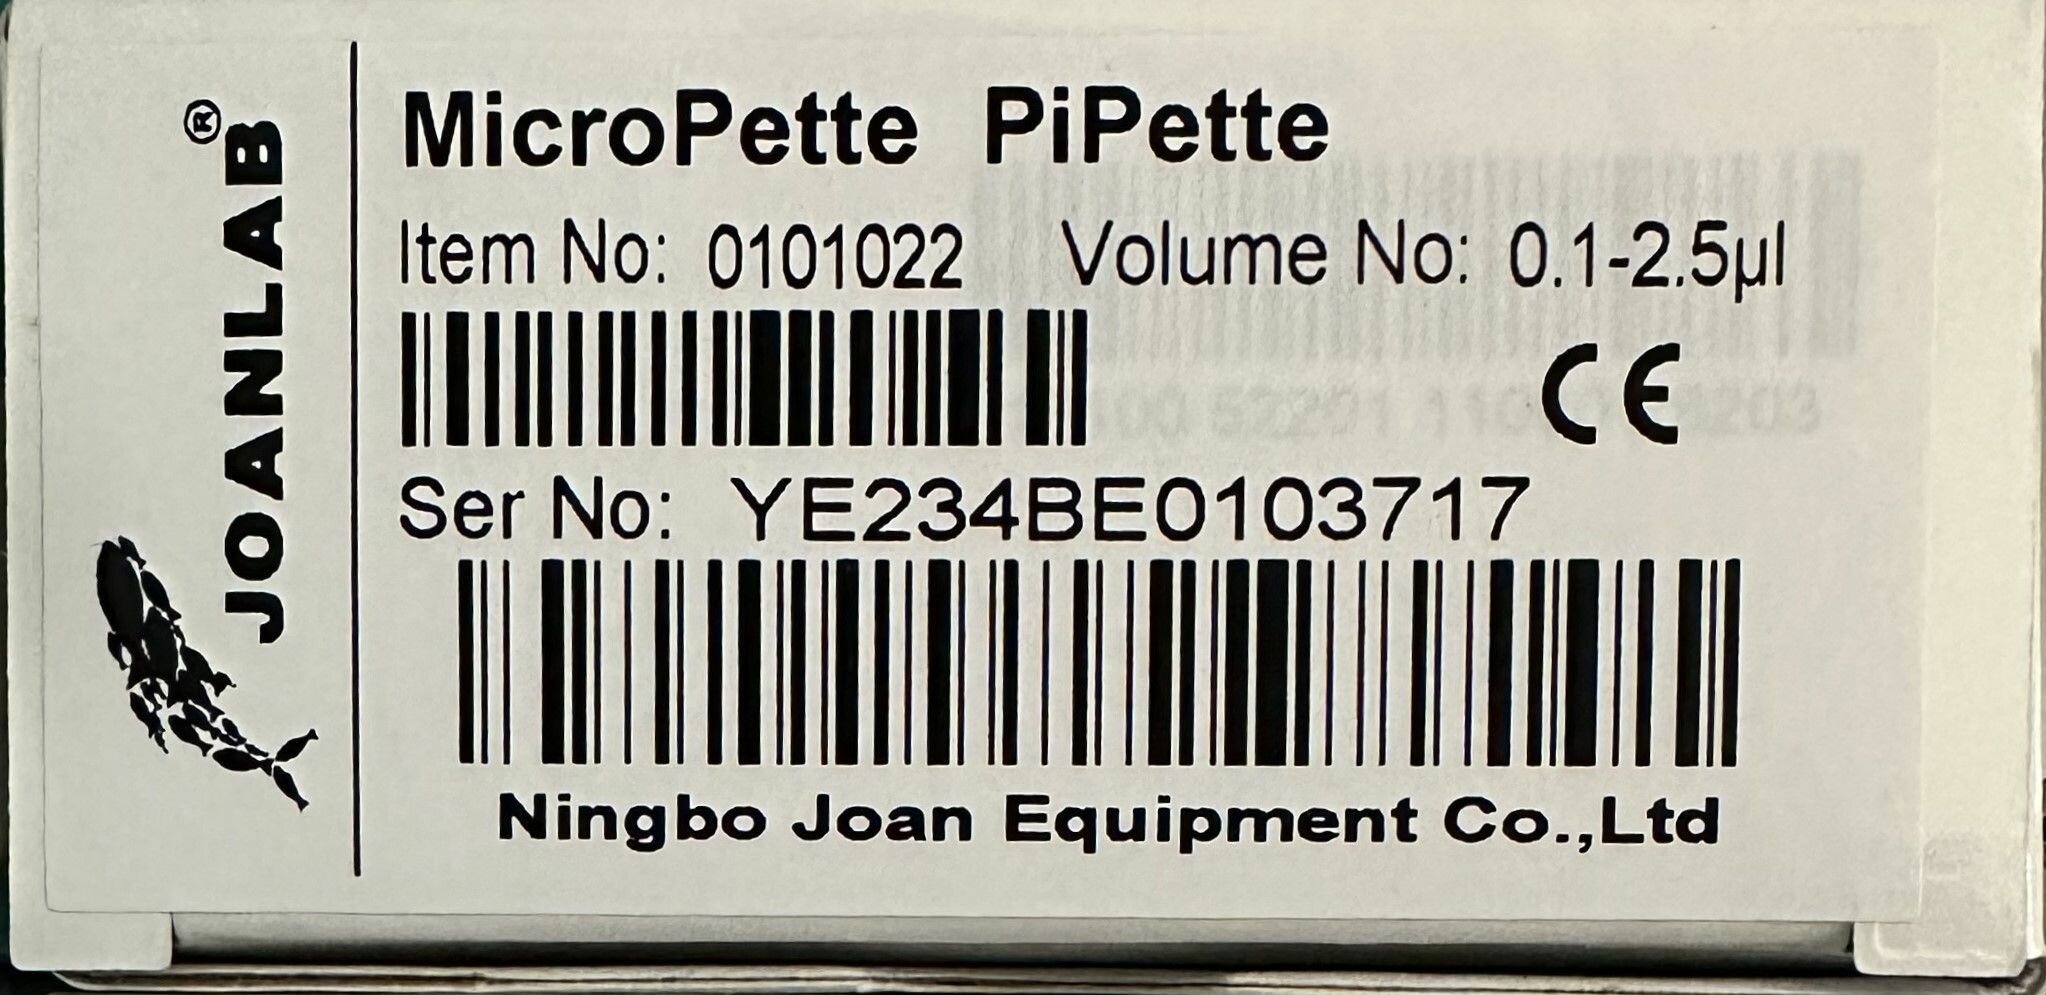 JOANLAB®
MicroPette PiPette
Item No: 0101022 Volume No: 0.1-2.5µl
CE
Ser No: YE234BE0103717
Ningbo Joan Equipment Co.,Ltd